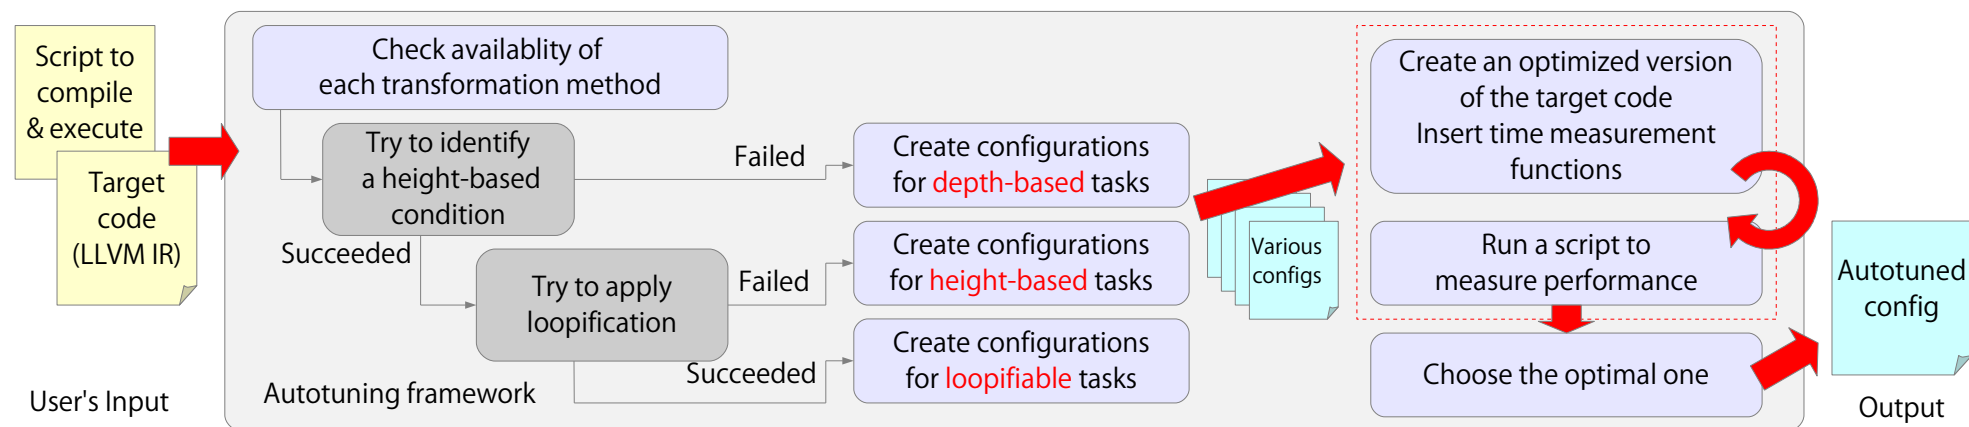 Script to
compile
& execute
Target
code
(LLVM IR)
User's Input
Check availablity of
each transformation method
Try to identify
a height-based
condition
Failed
Succeeded
Try to apply
loopification
Failed
Succeeded
Autotuning framework
Create configurations
for depth-based tasks
Create configurations
for height-based tasks
Create configurations
for loopifiable tasks
Various
configs
Create an optimized version
of the target code
Insert time measurement
functions
Run a script to
measure performance
Choose the optimal one
Autotuned
config
Output